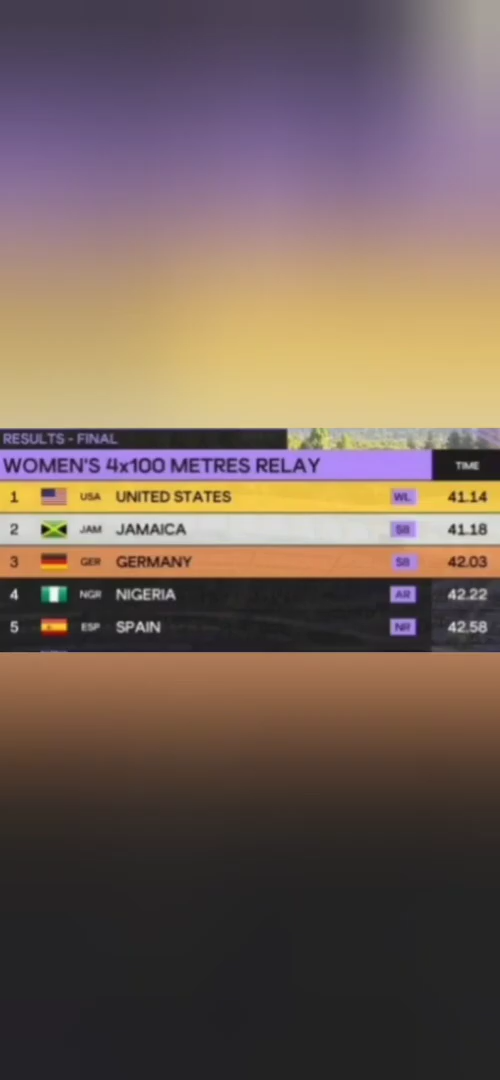 RESULTS - FINAL
WOMEN'S 4x100 METRES RELAY TIME
1 USA UNITED STATES WL 41.14
2 JAM JAMAICA SB 41.18
3 GER GERMANY SB 42.03
4 NGR NIGERIA AR 42.22
5 ESP SPAIN NR 42.58